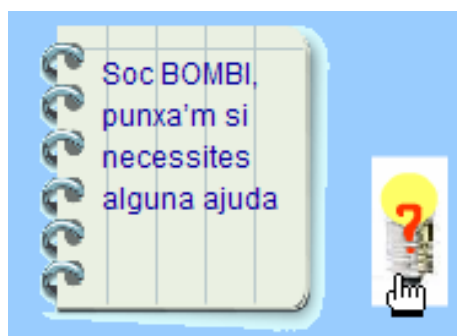 Soc BOMBI,
punxa'm si
necessites
alguna ajuda
?